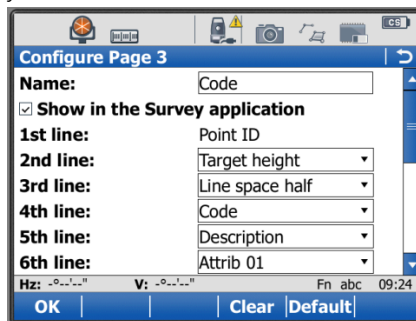 CS
Configure Page 3
Name: Code
Show in the Survey application
1st line: Point ID
2nd line: Target height
3rd line: Line space half
4th line: Code
5th line: Description
6th line: Attrib 01
Hz: -°--'--" V: -°--'--" Fn abc 09:24
OK Clear Default